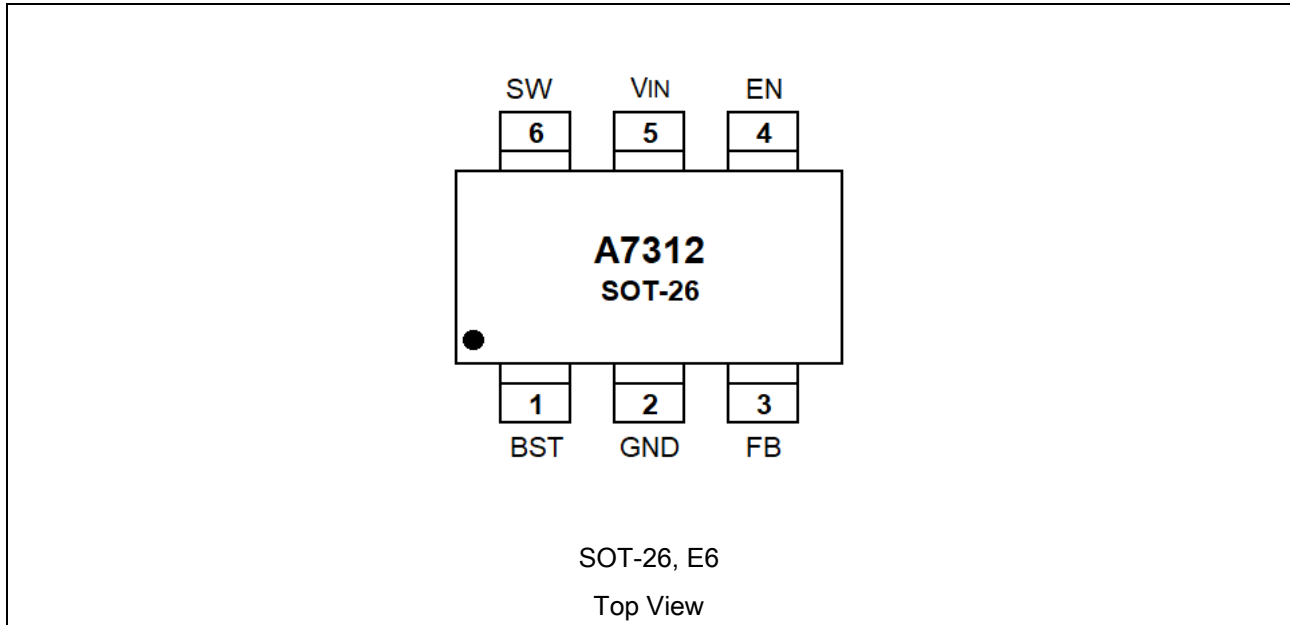 SW VIN EN
6 5 4
A7312
SOT-26
1 2 3
BST GND FB
SOT-26, E6
Top View